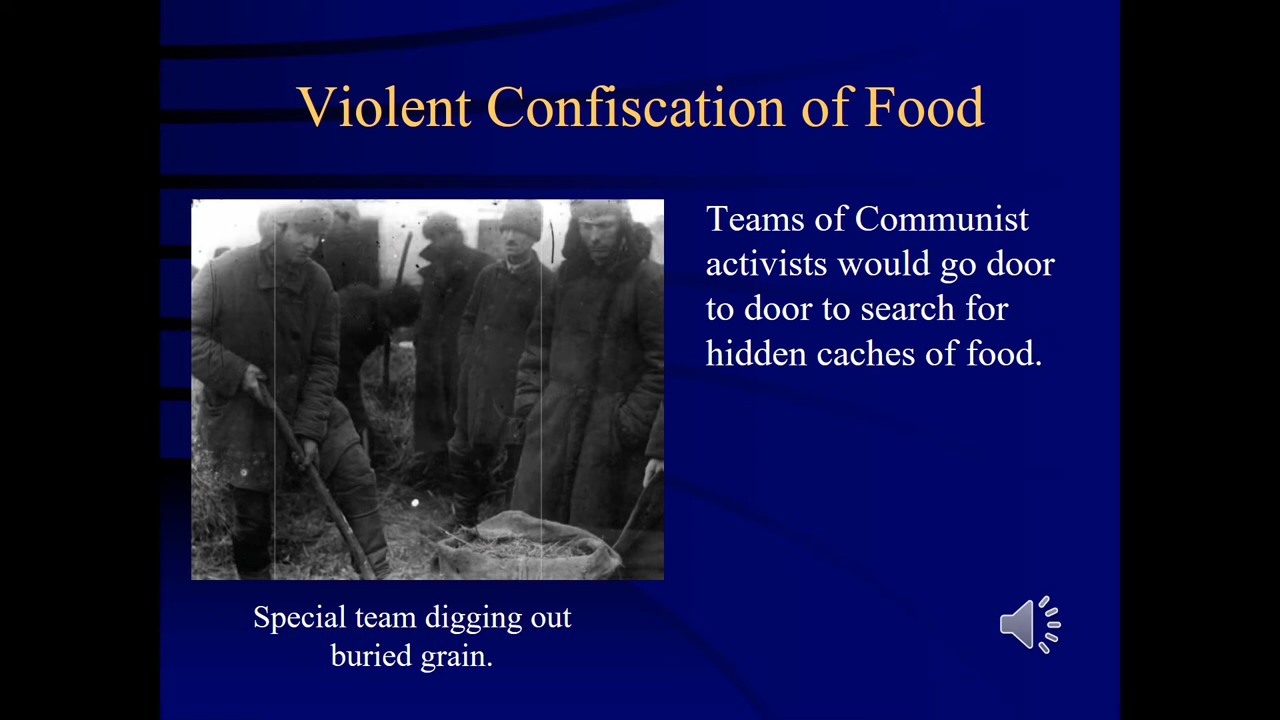 Violent Confiscation of Food
Teams of Communist
activists would go door
to door to search for
hidden caches of food.
Special team digging out
buried grain.